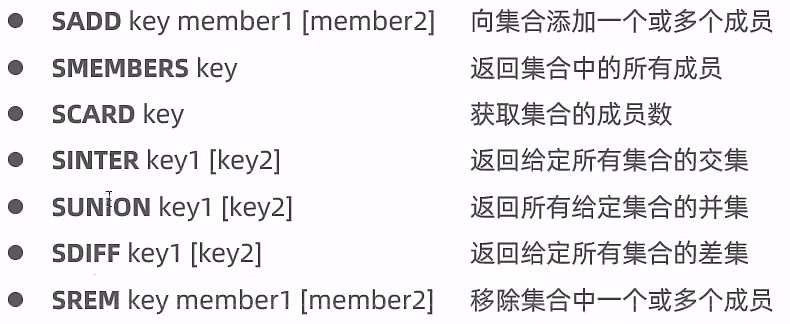 ● SADD key member1 [member2] 向集合添加一个或多个成员
● SMEMBERS key 返回集合中的所有成员
● SCARD key 获取集合的成员数
● SINTER key1 [key2] 返回给定所有集合的交集
● SUNION key1 [key2] 返回所有给定集合的并集
● SDIFF key1 [key2] 返回给定所有集合的差集
● SREM key member1 [member2] 移除集合中一个或多个成员